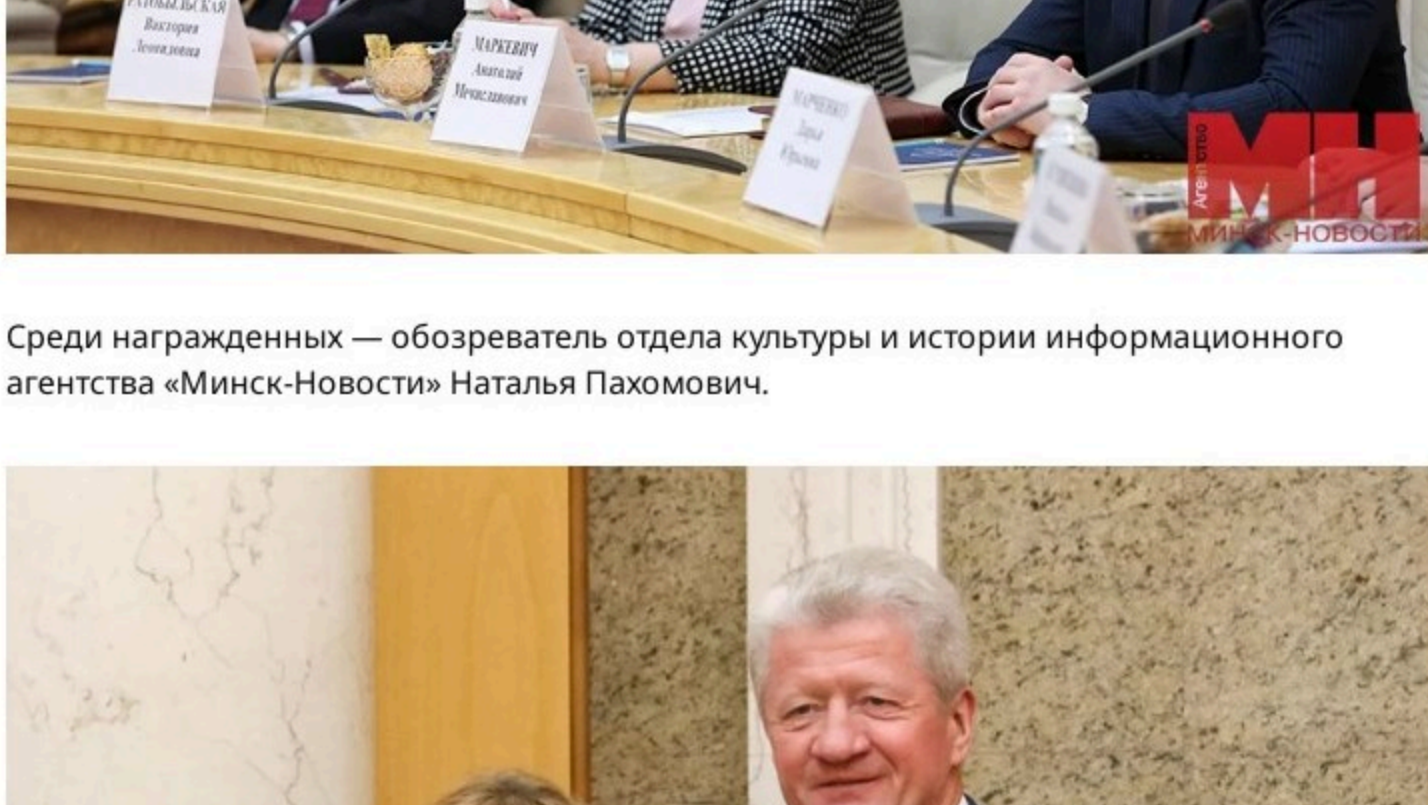 Виктория
Леонидовна
МАРКЕВИЧ
Анатолий
Мечиславович
МАРЧЕНКО
Дарья
Юрьевна
Агентство
МН
МИНСК-НОВОСТИ
Среди награжденных — обозреватель отдела культуры и истории информационного
агентства «Минск-Новости» Наталья Пахомович.